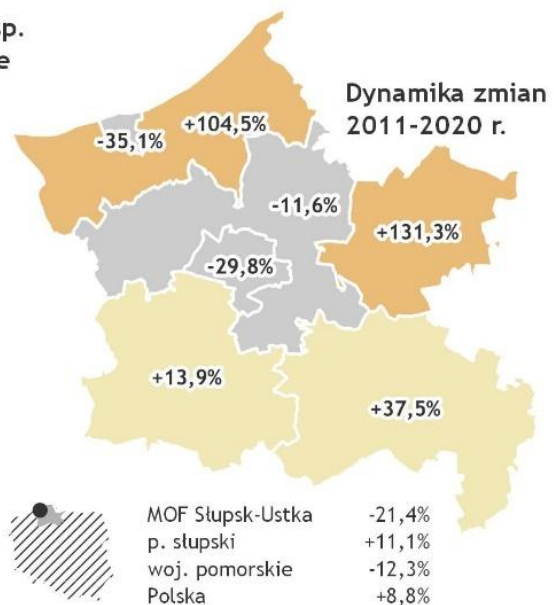 p.
e
Dynamika zmian
2011-2020 r.
+104,5%
-35,1%
-11,6%
+131,3%
-29,8%
+13,9%
+37,5%
MOF Słupsk-Ustka -21,4%
p. słupski +11,1%
woj. pomorskie -12,3%
Polska +8,8%